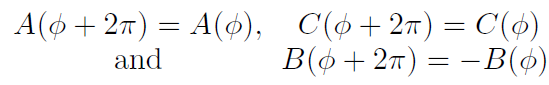 A(ϕ + 2π) = A(ϕ), C(ϕ + 2π) = C(ϕ)
and B(ϕ + 2π) = −B(ϕ)